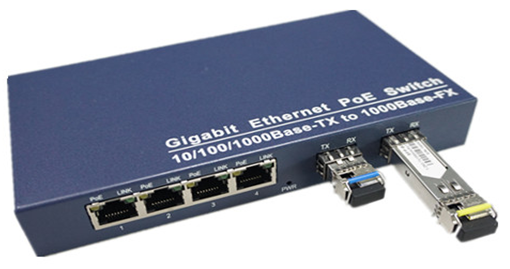 Gigabit Ethernet PoE Switch
10/100/1000Base-TX to 1000Base-FX
TX RX TX RX
PoE LINK PoE LINK PoE LINK PoE LINK
1 2 3 4 PWR